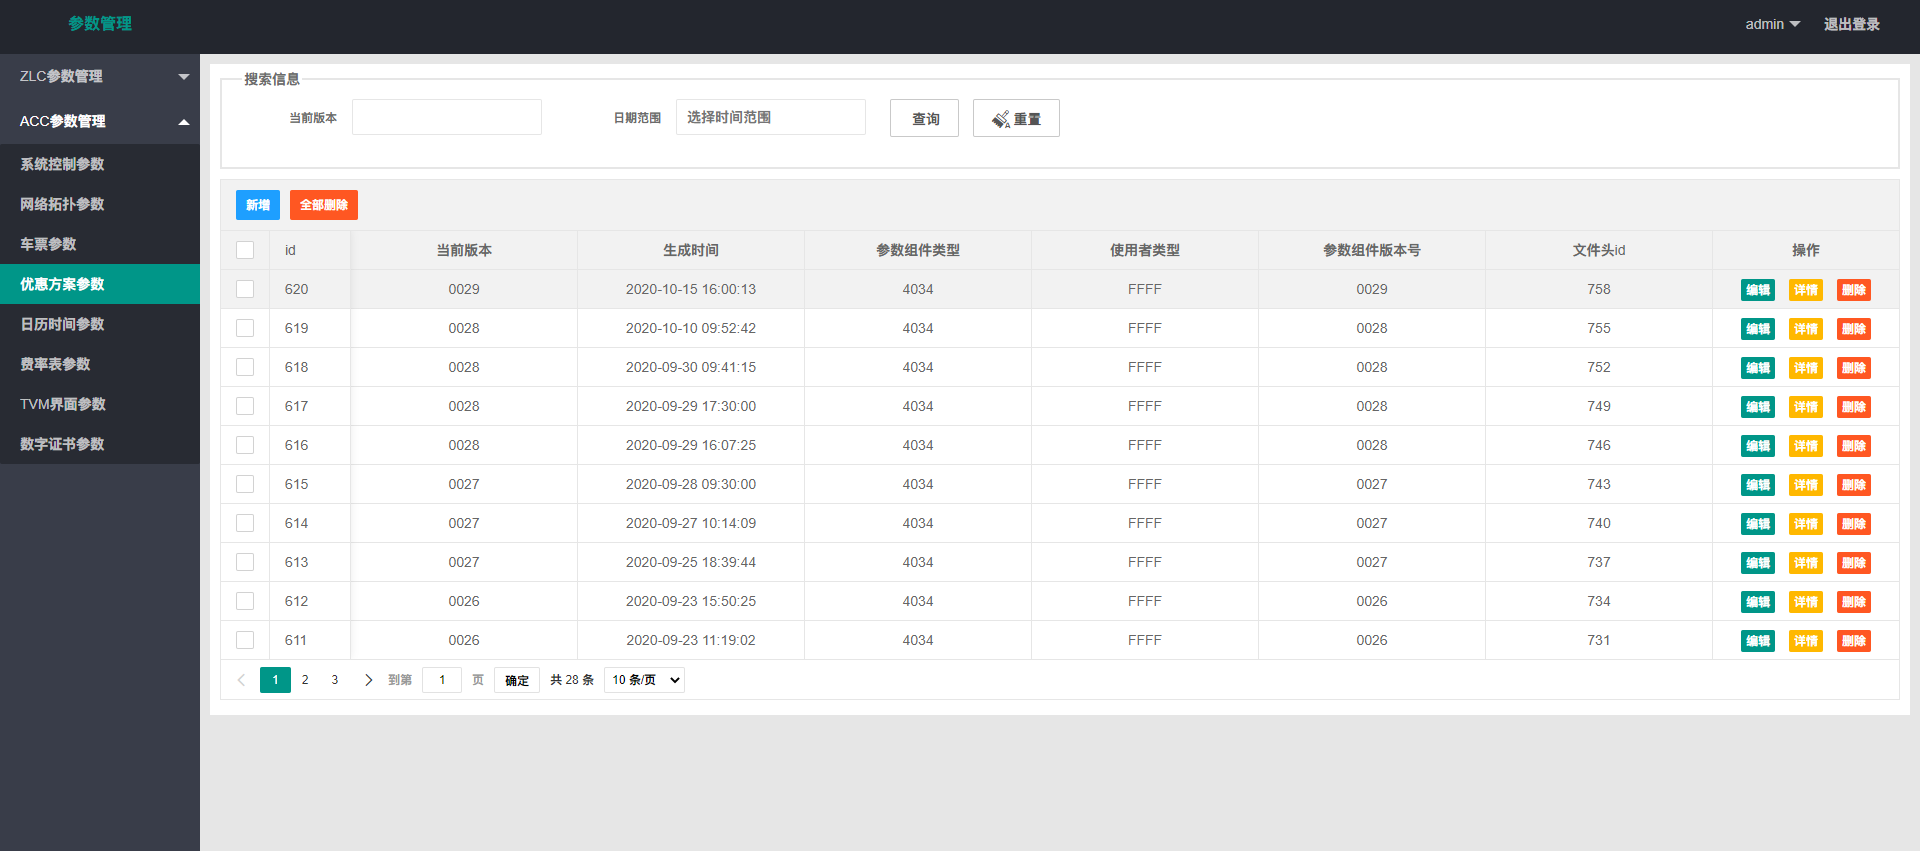 参数管理
admin 退出登录
ZLC参数管理
ACC参数管理
系统控制参数
网络拓扑参数
车票参数
优惠方案参数
日历时间参数
费率表参数
TVM界面参数
数字证书参数
搜索信息
当前版本 日期范围 选择时间范围 查询 重置
新增 全部删除
id 当前版本 生成时间 参数组件类型 使用者类型 参数组件版本号 文件头id 操作
620 0029 2020-10-15 16:00:13 4034 FFFF 0029 758 编辑 详情 删除
619 0028 2020-10-10 09:52:42 4034 FFFF 0028 755 编辑 详情 删除
618 0028 2020-09-30 09:41:15 4034 FFFF 0028 752 编辑 详情 删除
617 0028 2020-09-29 17:30:00 4034 FFFF 0028 749 编辑 详情 删除
616 0028 2020-09-29 16:07:25 4034 FFFF 0028 746 编辑 详情 删除
615 0027 2020-09-28 09:30:00 4034 FFFF 0027 743 编辑 详情 删除
614 0027 2020-09-27 10:14:09 4034 FFFF 0027 740 编辑 详情 删除
613 0027 2020-09-25 18:39:44 4034 FFFF 0027 737 编辑 详情 删除
612 0026 2020-09-23 15:50:25 4034 FFFF 0026 734 编辑 详情 删除
611 0026 2020-09-23 11:19:02 4034 FFFF 0026 731 编辑 详情 删除
1 2 3 到第 1 页 确定 共 28 条 10 条/页